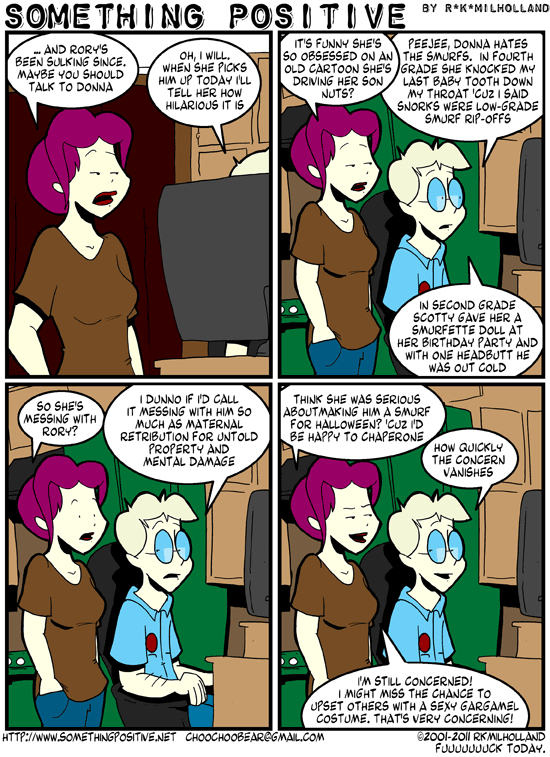 SOMETHING POSITIVE BY R*K*MILHOLLAND
... AND RORY'S
BEEN SULKING SINCE.
MAYBE YOU SHOULD
TALK TO DONNA
OH, I WILL.
WHEN SHE PICKS
HIM UP TODAY I'LL
TELL HER HOW
HILARIOUS IT IS
IT'S FUNNY SHE'S
SO OBSESSED ON AN
OLD CARTOON SHE'S
DRIVING HER SON
NUTS?
PEEJEE, DONNA HATES
THE SMURFS. IN FOURTH
GRADE SHE KNOCKED MY
LAST BABY TOOTH DOWN
MY THROAT 'CUZ I SAID
SNORKS WERE LOW-GRADE
SMURF RIP-OFFS
IN SECOND GRADE
SCOTTY GAVE HER A
SMURFETTE DOLL AT
HER BIRTHDAY PARTY AND
WITH ONE HEADBUTT HE
WAS OUT COLD
SO SHE'S
MESSING WITH
RORY?
I DUNNO IF I'D CALL
IT MESSING WITH HIM SO
MUCH AS MATERNAL
RETRIBUTION FOR UNTOLD
PROPERTY AND
MENTAL DAMAGE
THINK SHE WAS SERIOUS
ABOUTMAKING HIM A SMURF
FOR HALLOWEEN? 'CUZ I'D
BE HAPPY TO CHAPERONE
HOW QUICKLY
THE CONCERN
VANISHES
I'M STILL CONCERNED!
I MIGHT MISS THE CHANCE TO
UPSET OTHERS WITH A SEXY GARGAMEL
COSTUME. THAT'S VERY CONCERNING!
HTTP://WWW.SOMETHINGPOSITIVE.NET CHOOCHOOBEAR@GMAIL.COM
©2001-2011 RKMILHOLLAND
FUUUUUUUCK TODAY.